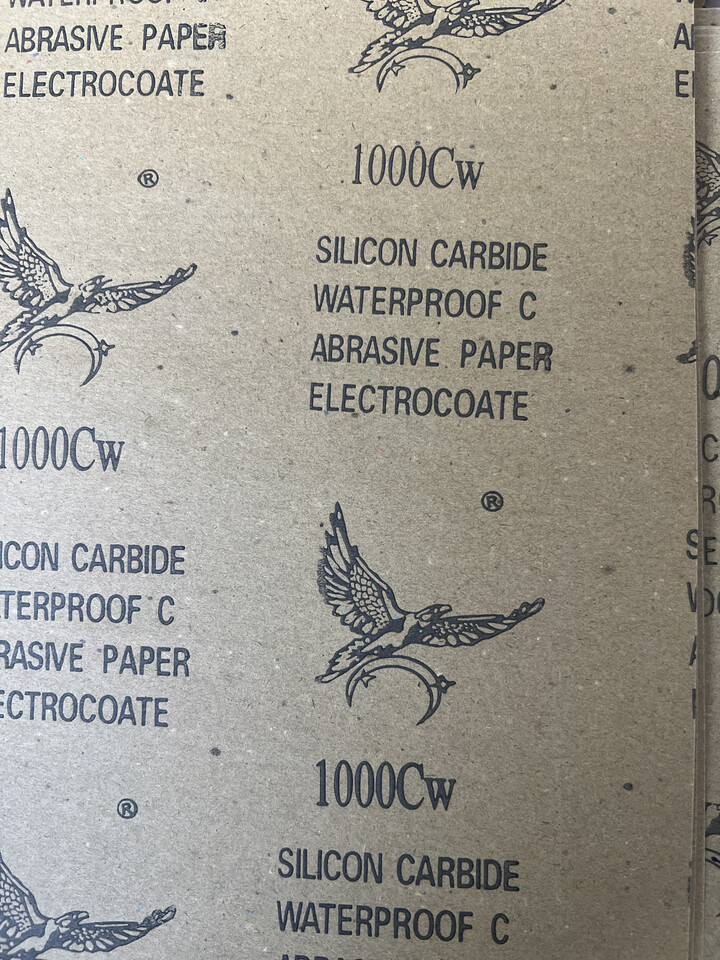 ABRASIVE PAPER
ELECTROCOATE
1000Cw
SILICON CARBIDE
WATERPROOF C
ABRASIVE PAPER
ELECTROCOATE
®
1000Cw
ICON CARBIDE
TERPROOF C
RASIVE PAPER
ECTROCOATE
®
1000Cw
SILICON CARBIDE
WATERPROOF C
®